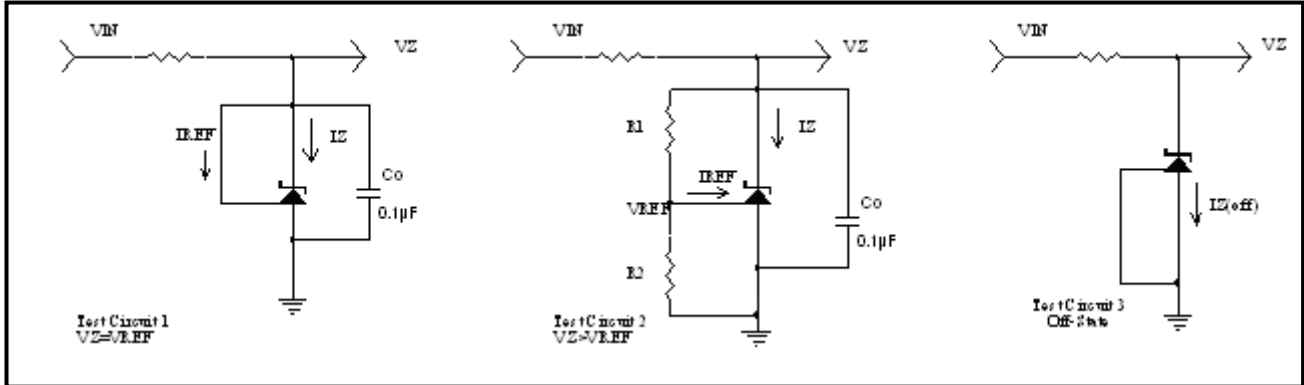 VIN
VZ
IREF
IZ
Co
0.1µF
Test Circuit 1
VZ=VREF
VIN
VZ
R1
IZ
IREF
VREF
Co
0.1µF
R2
Test Circuit 2
VZ>VREF
VIN
VZ
IZ(off)
Test Circuit 3
Off-State